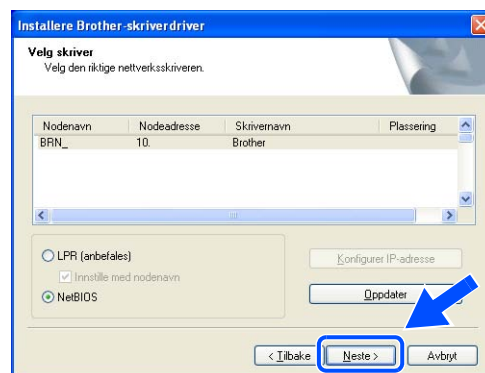 Installere Brother-skriverdriver
Velg skriver
Velg den riktige nettverksskriveren.
Nodenavn Nodeadresse Skrivernavn Plassering
BRN_ 10. Brother
LPR (anbefales)
Innstille med nodenavn
NetBIOS
Konfigurer IP-adresse
Oppdater
< Tilbake Neste > Avbryt